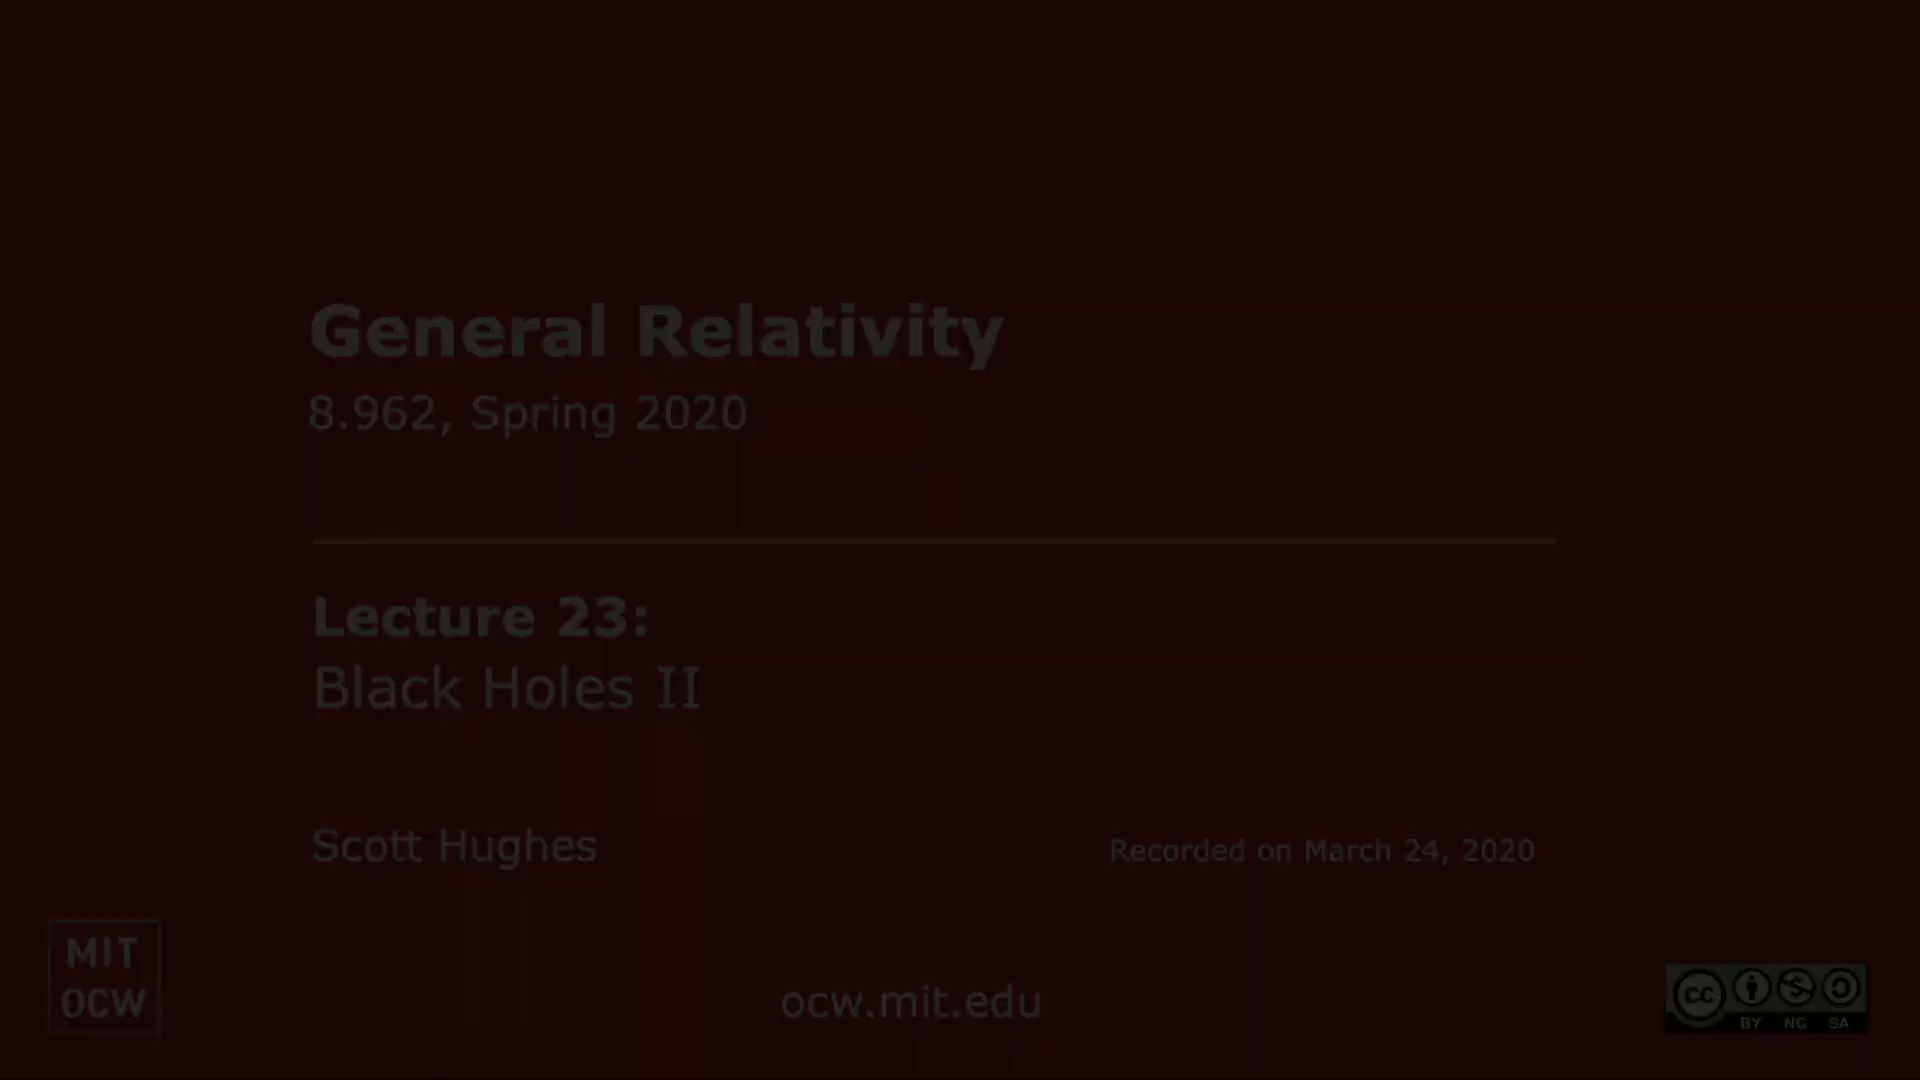 General Relativity
8.962, Spring 2020
Lecture 23:
Black Holes II
Scott Hughes
Recorded on March 24, 2020
MIT
OCW
ocw.mit.edu
cc
BY NC SA